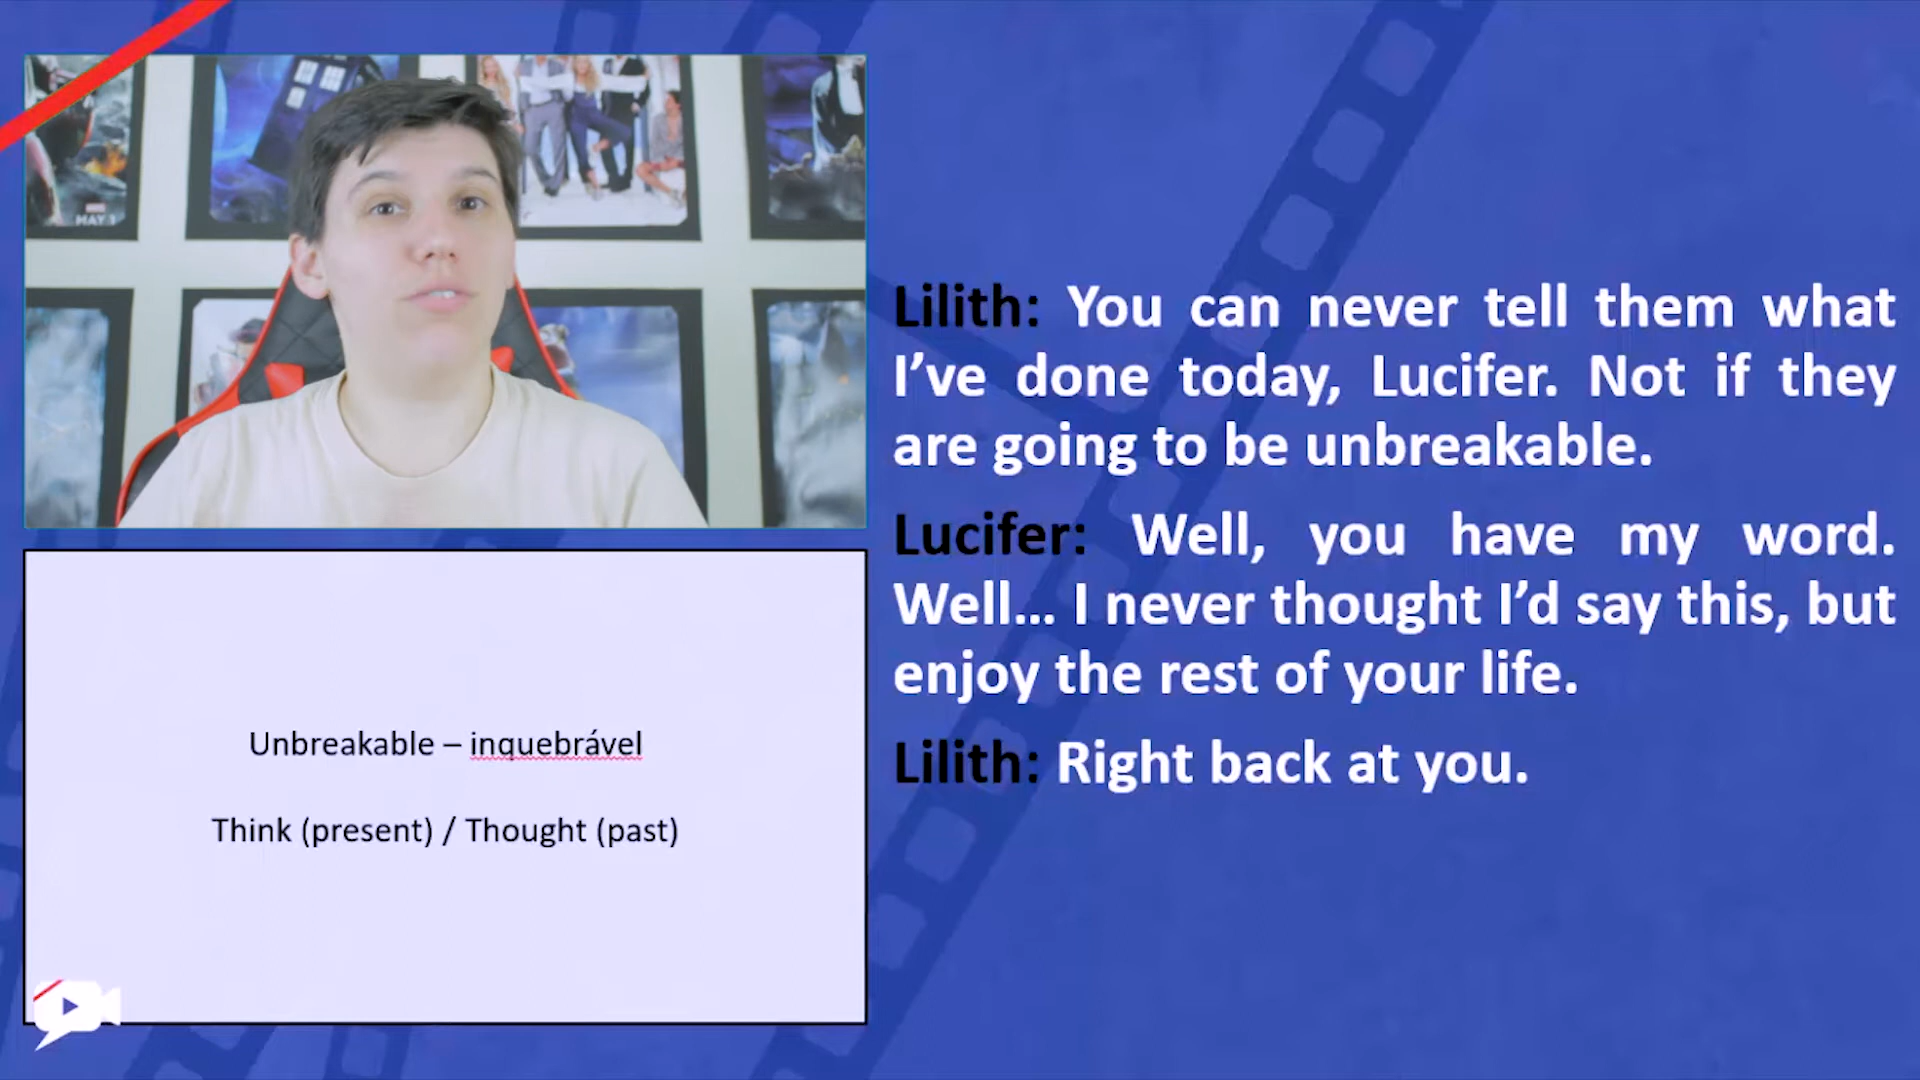 MAY 1
Lilith: You can never tell them what
I’ve done today, Lucifer. Not if they
are going to be unbreakable.
Lucifer: Well, you have my word.
Well... I never thought I’d say this, but
enjoy the rest of your life.
Lilith: Right back at you.
Unbreakable – inquebrável
Think (present) / Thought (past)